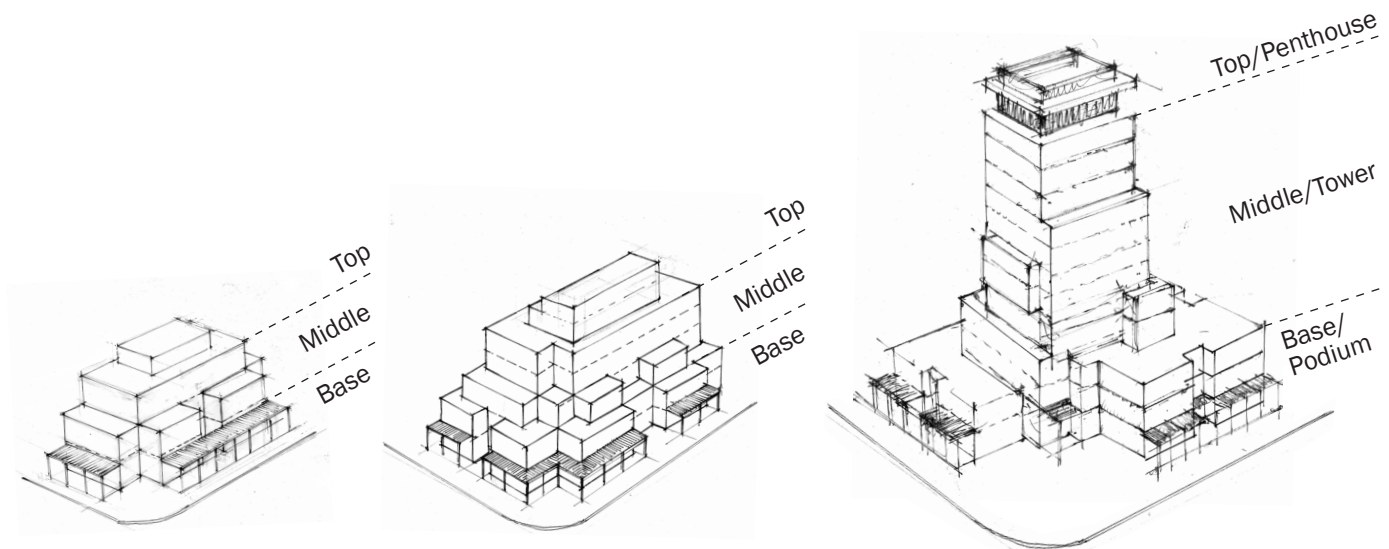 Top
Middle
Base
Top
Middle
Base
Top/Penthouse
Middle/Tower
Base/
Podium